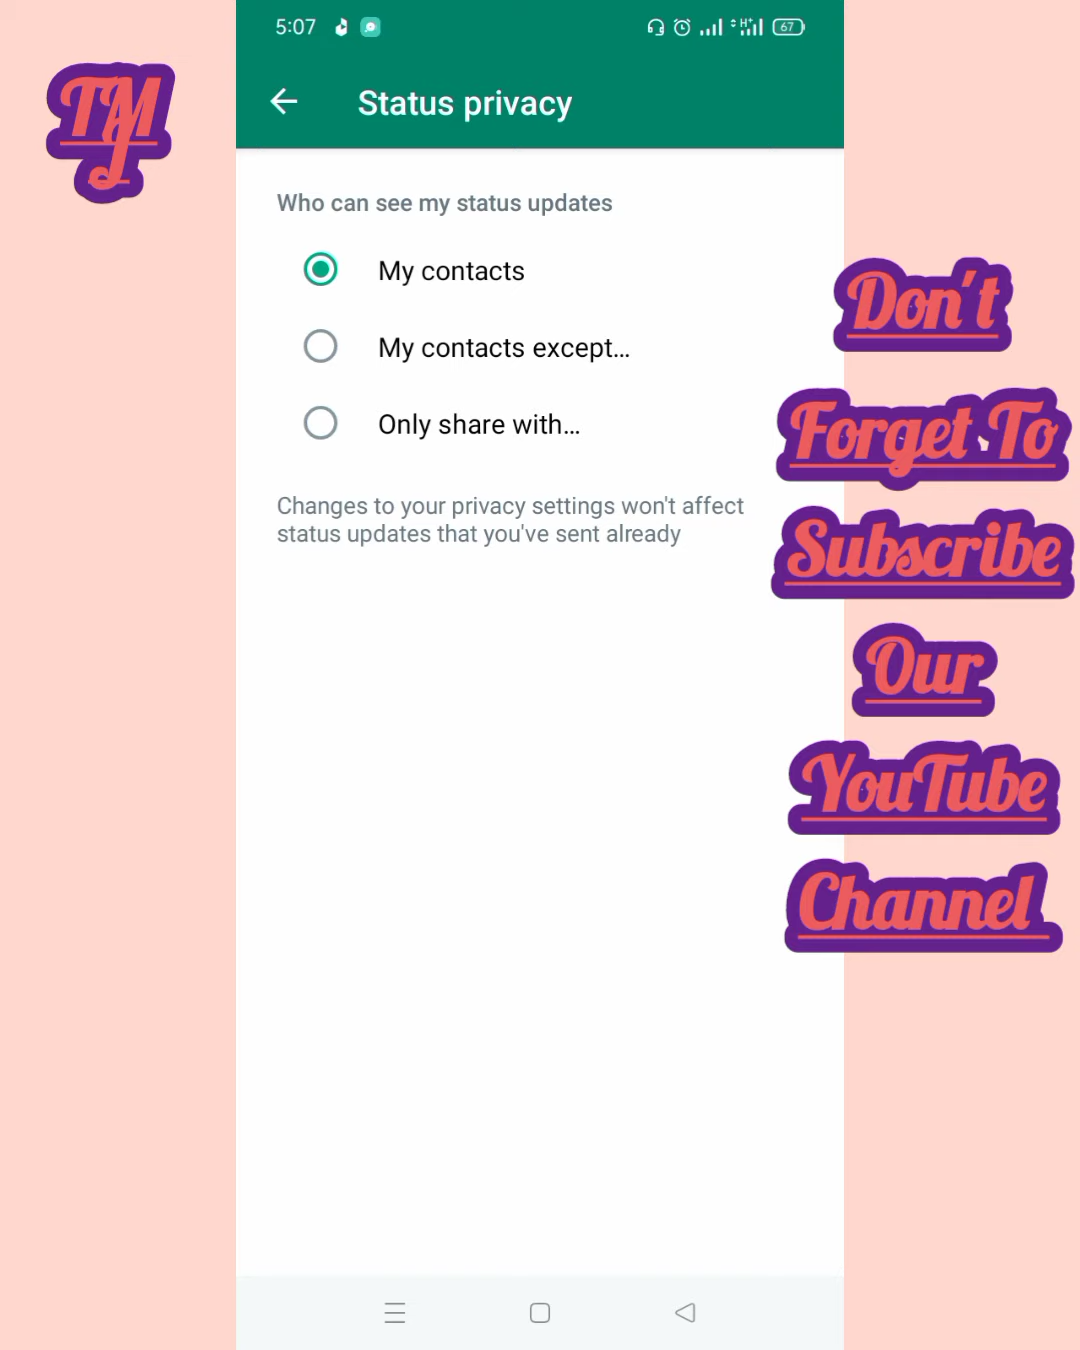 5:07
H+
67
TM
J
Status privacy
Who can see my status updates
My contacts
My contacts except...
Only share with...
Changes to your privacy settings won't affect
status updates that you've sent already
Don't
Forget To
Subscribe
Our
YouTube
Channel